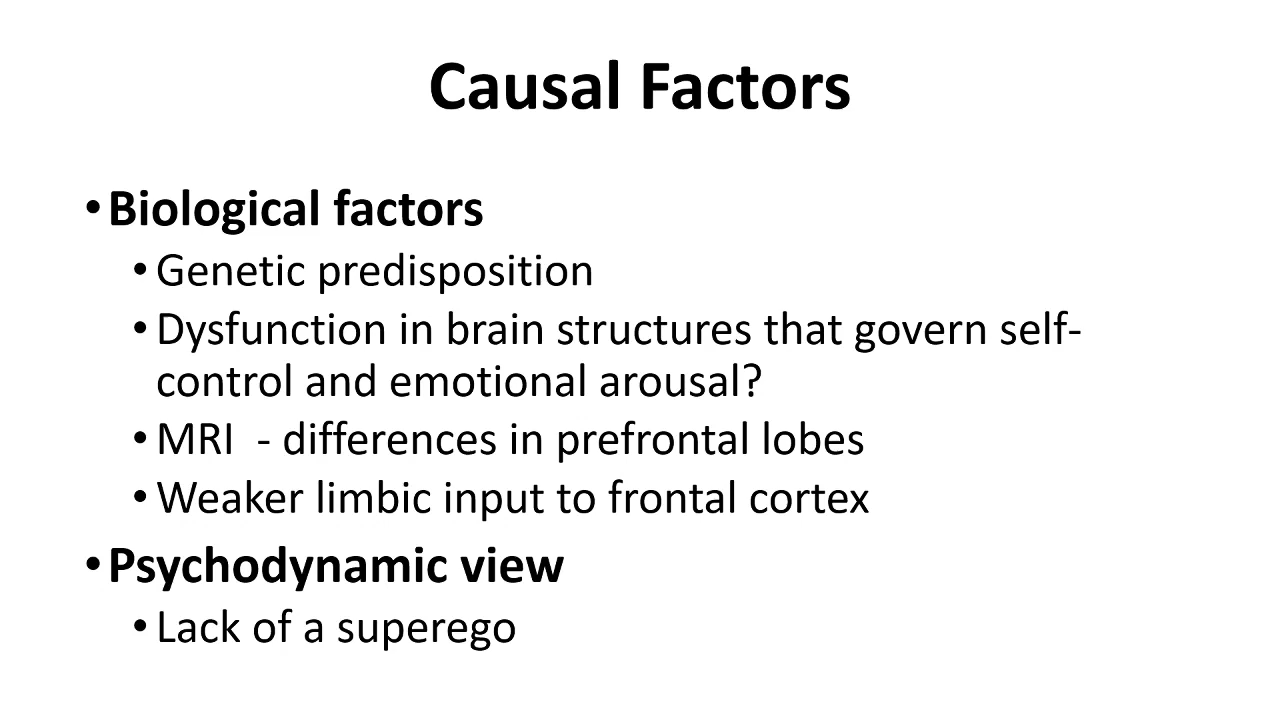 Causal Factors
•Biological factors
•Genetic predisposition
•Dysfunction in brain structures that govern self-
control and emotional arousal?
•MRI  - differences in prefrontal lobes
•Weaker limbic input to frontal cortex
•Psychodynamic view
•Lack of a superego